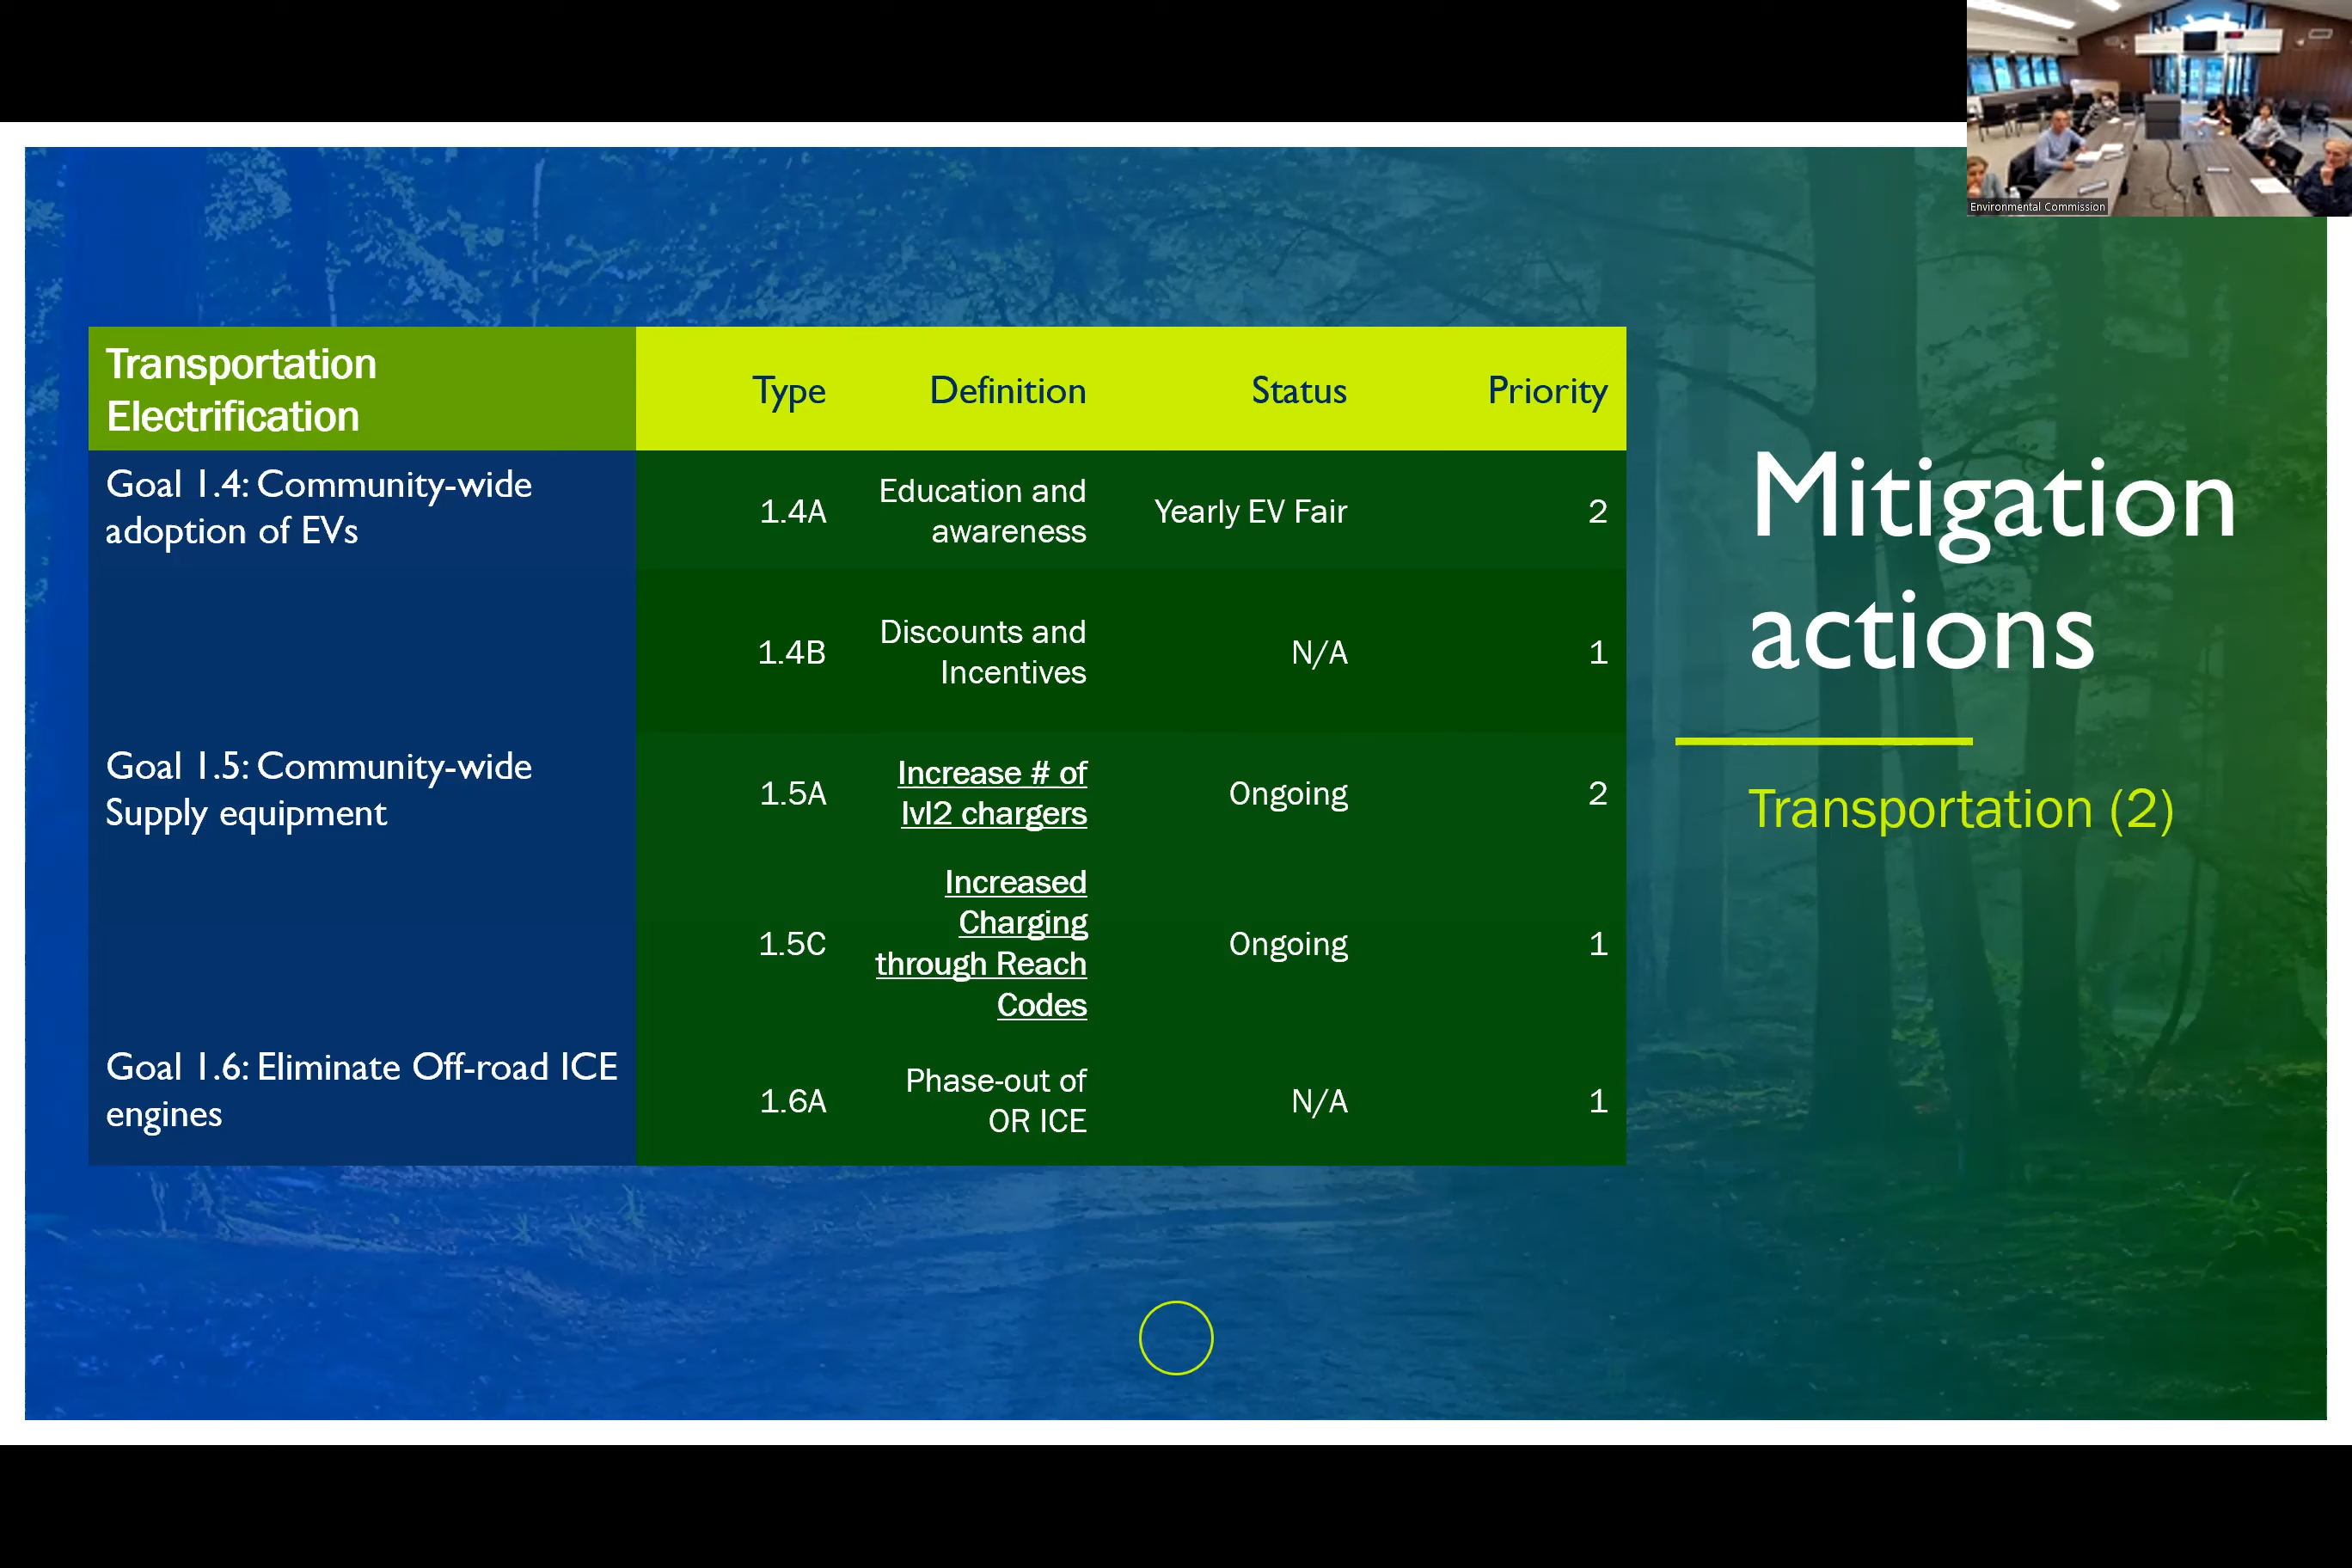 Environmental Commission
Transportation
Electrification
Type Definition Status Priority
Goal 1.4: Community-wide
adoption of EVs
1.4A
Education and
awareness
Yearly EV Fair
2
1.4B
Discounts and
Incentives
N/A
1
Goal 1.5: Community-wide
Supply equipment
1.5A
Increase # of
lvl2 chargers
Ongoing
2
1.5C
Increased
Charging
through Reach
Codes
Ongoing
1
Goal 1.6: Eliminate Off-road ICE
engines
1.6A
Phase-out of
OR ICE
N/A
1
Mitigation
actions
Transportation (2)